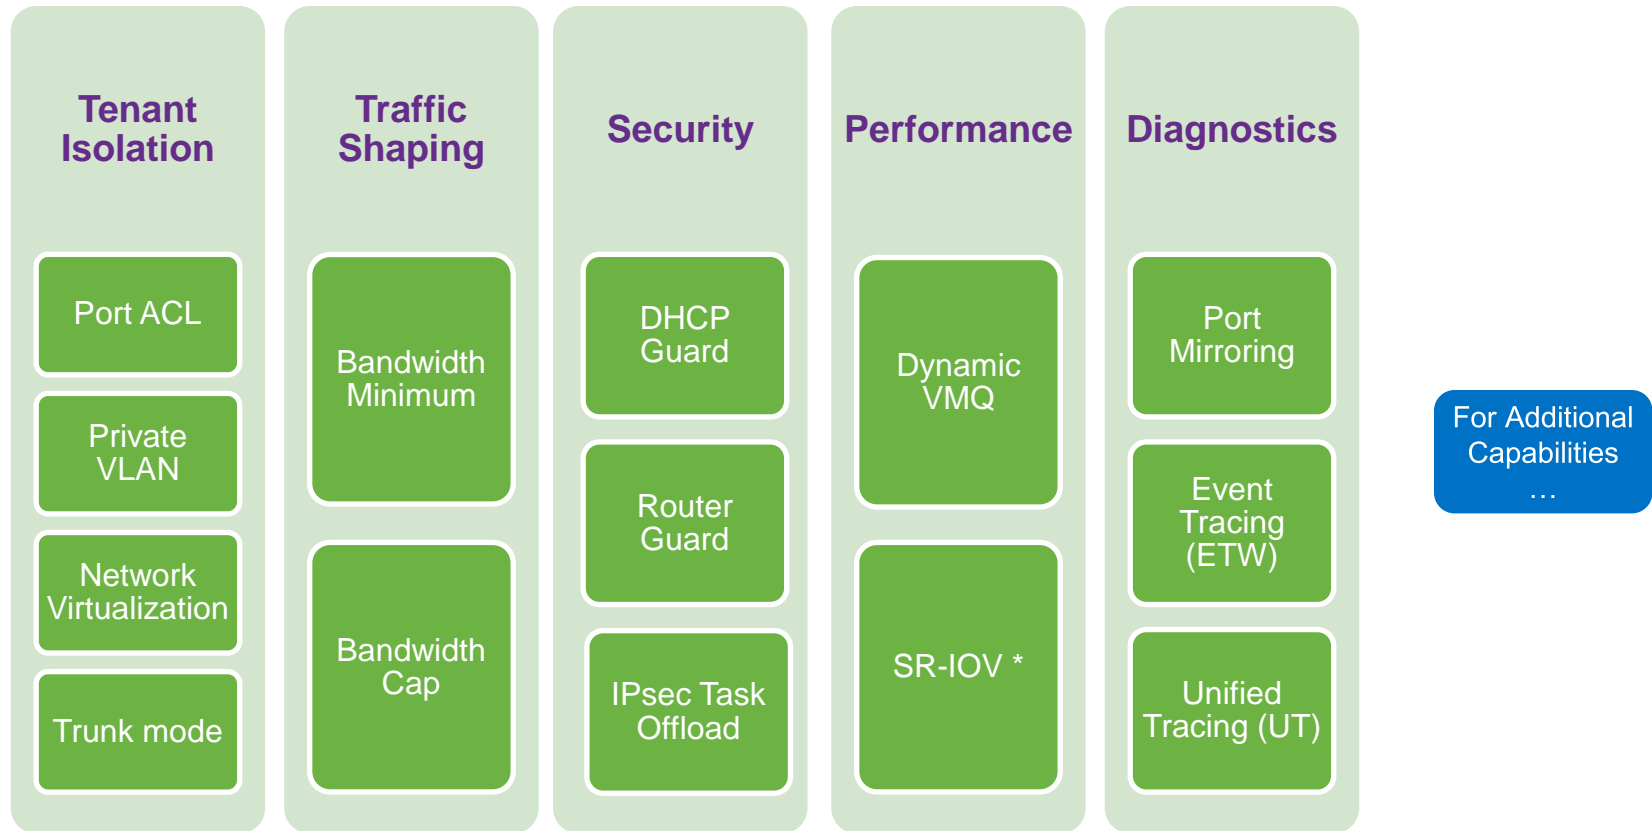 Tenant
Isolation
Port ACL
Private
VLAN
Network
Virtualization
Trunk mode
Traffic
Shaping
Bandwidth
Minimum
Bandwidth
Cap
Security
DHCP
Guard
Router
Guard
IPsec Task
Offload
Performance
Dynamic
VMQ
SR-IOV *
Diagnostics
Port
Mirroring
Event
Tracing
(ETW)
Unified
Tracing (UT)
For Additional
Capabilities
…